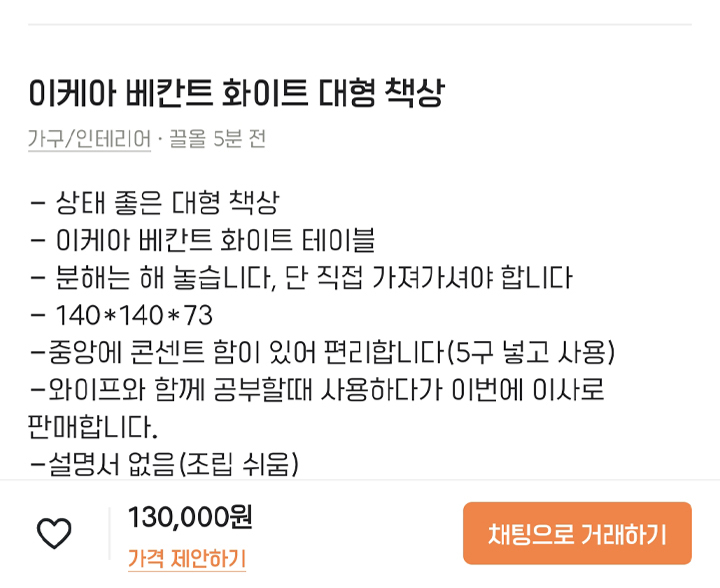 이케아 베칸트 화이트 대형 책상
가구/인테리어 · 끌올 5분 전
- 상태 좋은 대형 책상
- 이케아 베칸트 화이트 테이블
- 분해는 해 놓습니다, 단 직접 가져가셔야 합니다
- 140*140*73
-중앙에 콘센트 함이 있어 편리합니다(5구 넣고 사용)
-와이프와 함께 공부할때 사용하다가 이번에 이사로
판매합니다.
-설명서 없음(조립 쉬움)
130,000원
가격 제안하기
채팅으로 거래하기